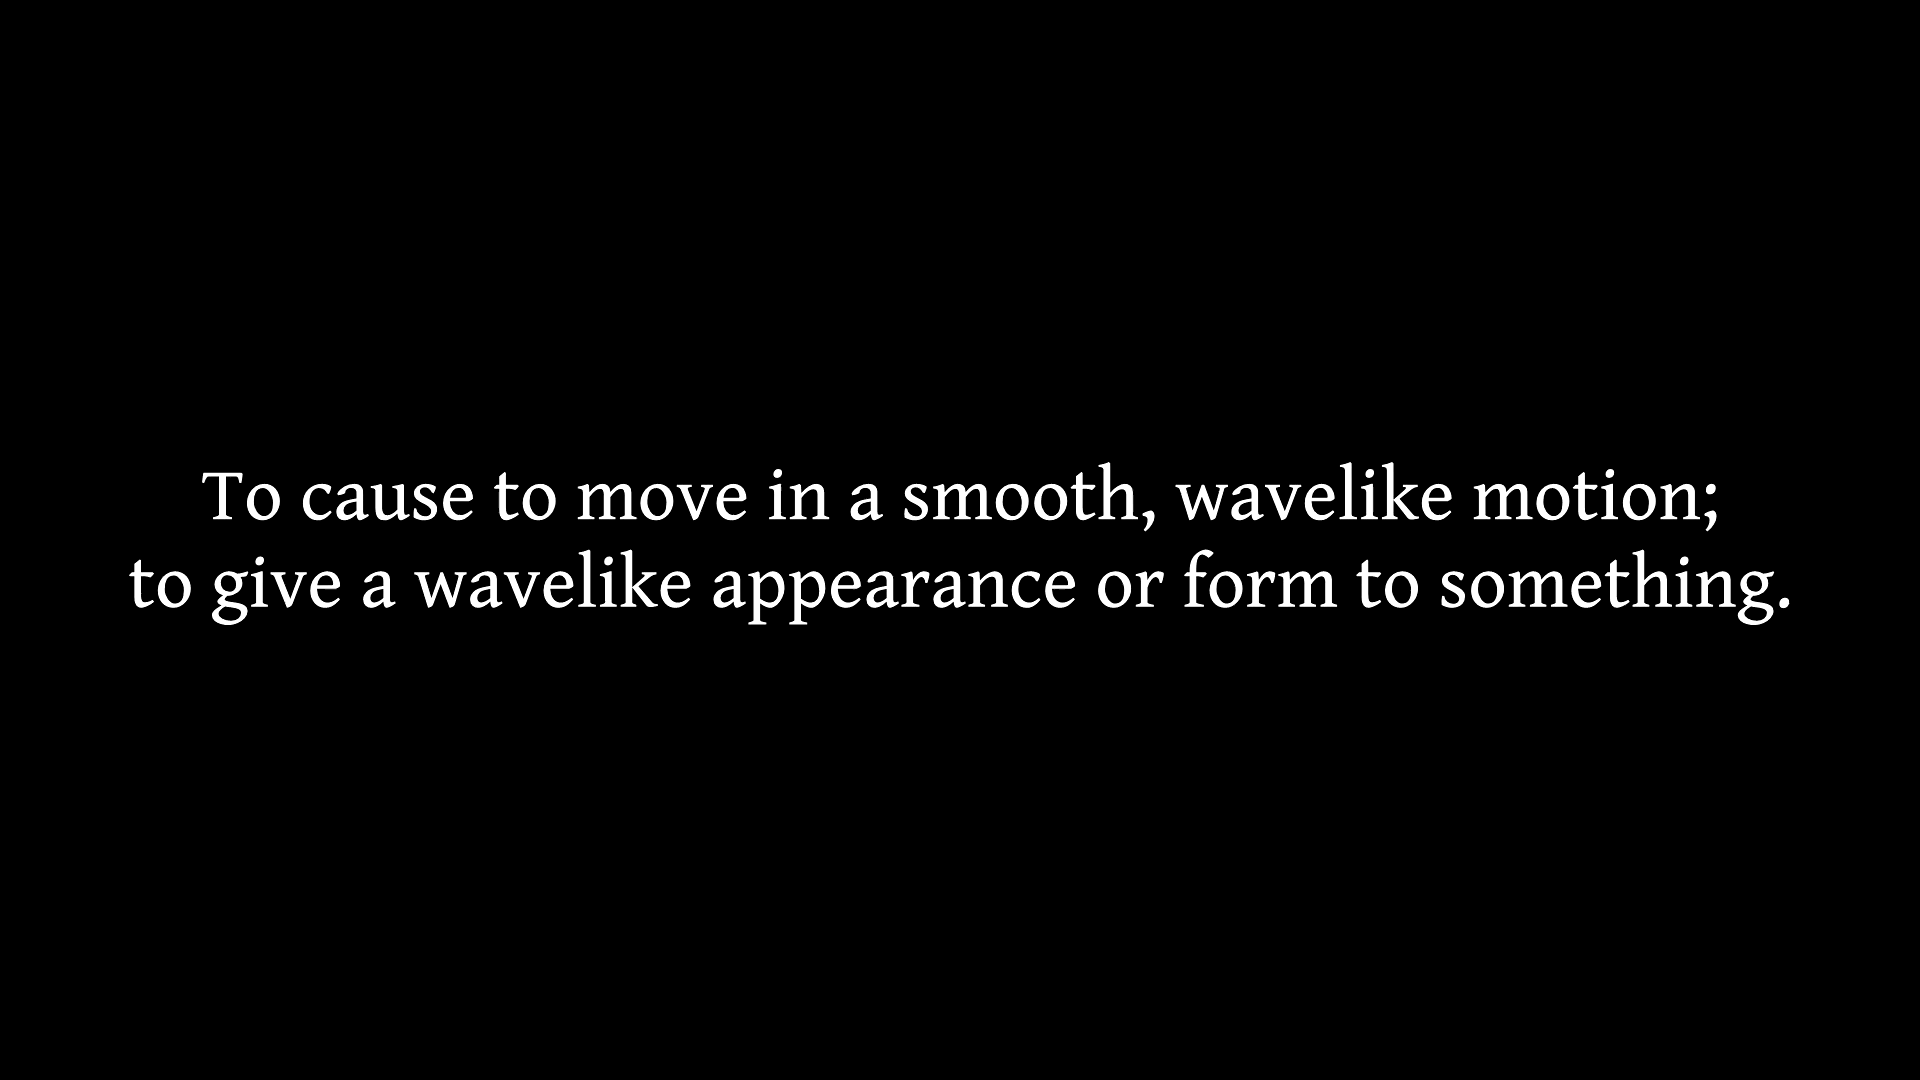 To cause to move in a smooth, wavelike motion;
to give a wavelike appearance or form to something.